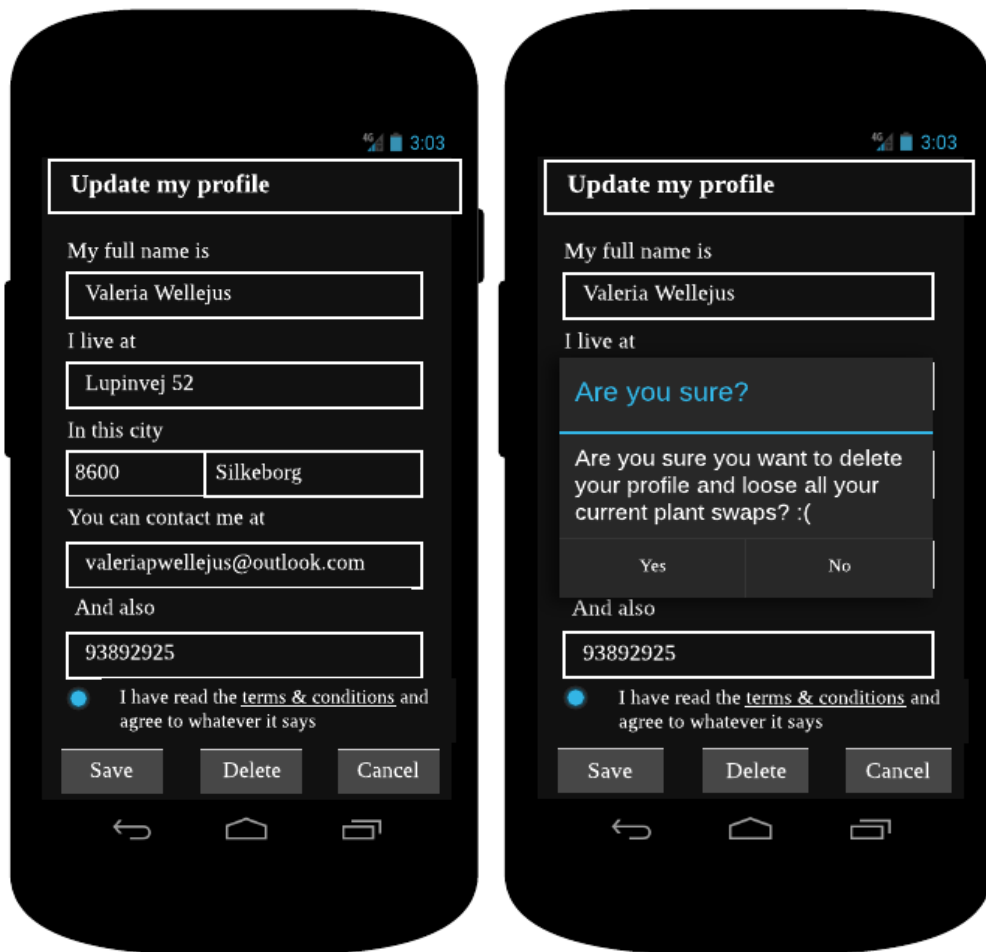 4G 3:03
Update my profile
My full name is
Valeria Wellejus
I live at
Lupinvej 52
In this city
8600 Silkeborg
You can contact me at
valeriapwellejus@outlook.com
And also
93892925
I have read the terms & conditions and
agree to whatever it says
Save Delete Cancel
4G 3:03
Update my profile
My full name is
Valeria Wellejus
I live at
Are you sure?
Are you sure you want to delete
your profile and loose all your
current plant swaps? :(
Yes No
And also
93892925
I have read the terms & conditions and
agree to whatever it says
Save Delete Cancel